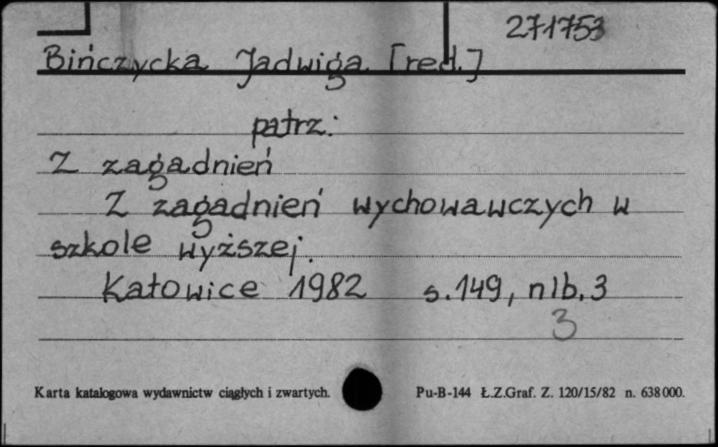 271753
Bińczycka Jadwiga [red.]
patrz:
Z zagadnień
Z zagadnień wychowawczych w
szkole wyższej.
Katowice 1982 s.149, nlb.3
3
Karta katalogowa wydawnictw ciągłych i zwartych. Pu-B-144 Ł.Z.Graf. Z. 120/15/82 n. 638000.